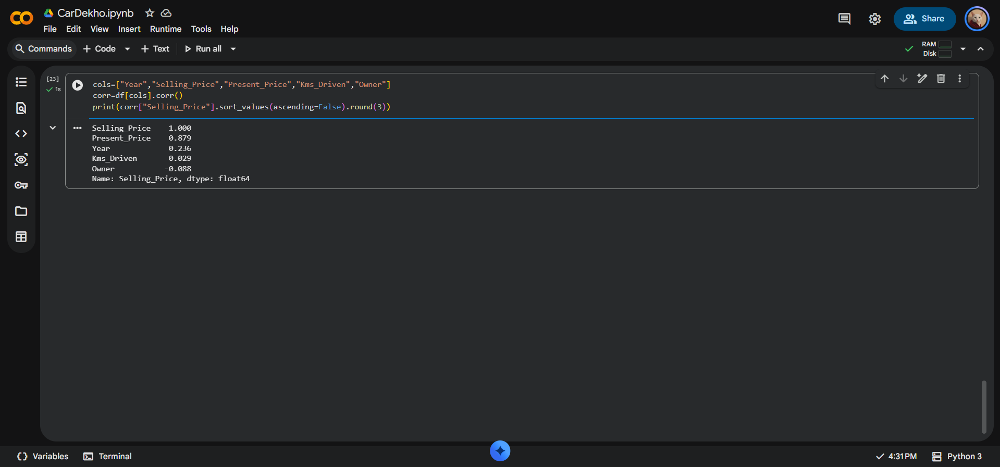 CarDekho.ipynb
File Edit View Insert Runtime Tools Help
Share
Commands + Code + Text Run all
RAM
Disk
[23]
1s
cols=["Year","Selling_Price","Present_Price","Kms_Driven","Owner"]
corr=df[cols].corr()
print(corr["Selling_Price"].sort_values(ascending=False).round(3))
Selling_Price 1.000
Present_Price 0.879
Year 0.236
Kms_Driven 0.029
Owner -0.088
Name: Selling_Price, dtype: float64
Variables Terminal
4:31 PM Python 3